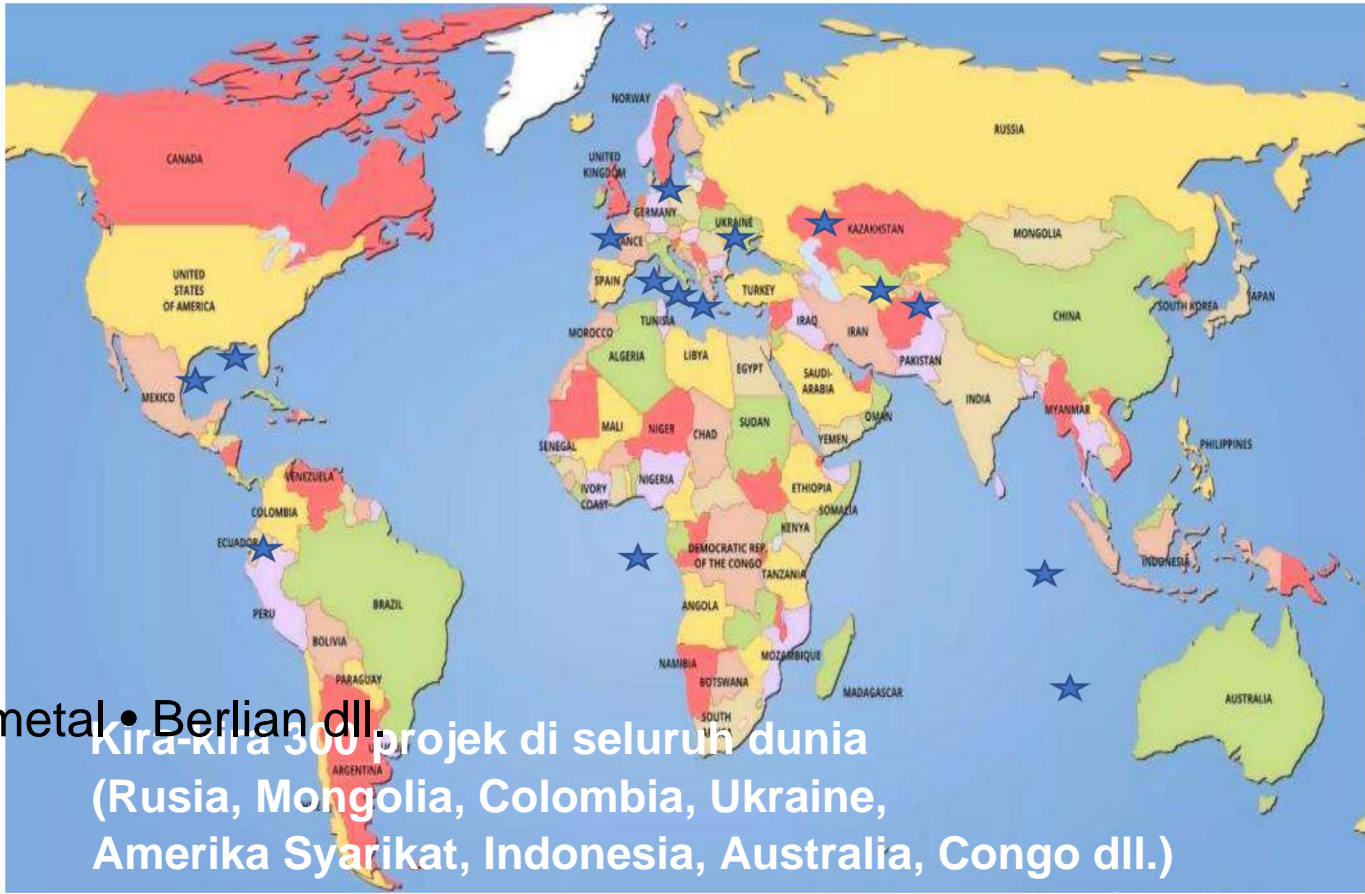 NORWAY
RUSSIA
CANADA
UNITED
KINGDOM
GERMANY
UKRAINE
KAZAKHSTAN
MONGOLIA
ANCE
UNITED
STATES
OF AMERICA
SPAIN
TURKEY
SOUTH KOREA
JAPAN
CHINA
TUNISIA
MOROCCO
IRAQ
IRAN
ALGERIA
LIBYA
EGYPT
PAKISTAN
SAUDI-
ARABIA
MEXICO
INDIA
MYANMAR
OMAN
MALI
NIGER
CHAD
SUDAN
YEMEN
PHILIPPINES
SENEGAL
VENEZUELA
NIGERIA
IVORY
COAST
ETHIOPIA
COLOMBIA
SOMALIA
KENYA
ECUADOR
DEMOCRATIC REP.
OF THE CONGO
INDONESIA
TANZANIA
BRAZIL
PERU
ANGOLA
BOLIVIA
MOZAMBIQUE
NAMIBIA
BOTSWANA
PARAGUAY
MADAGASCAR
AUSTRALIA
SOUTH
metal • Berlian dll.
Kira-kira 300 projek di seluruh dunia
ARGENTINA
(Rusia, Mongolia, Colombia, Ukraine,
Amerika Syarikat, Indonesia, Australia, Congo dll.)